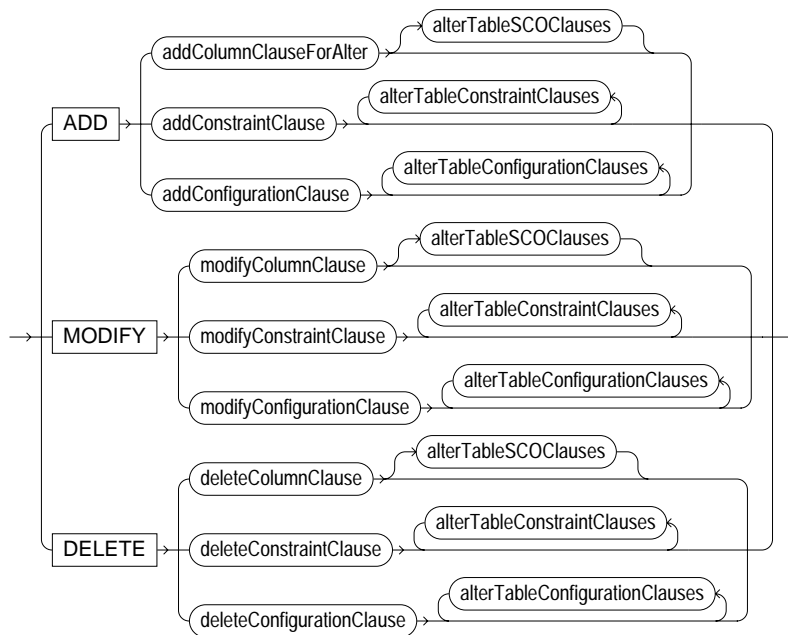 alterTableSCOClauses
addColumnClauseForAlter
alterTableConstraintClauses
ADD
addConstraintClause
alterTableConfigurationClauses
addConfigurationClause
alterTableSCOClauses
modifyColumnClause
alterTableConstraintClauses
MODIFY
modifyConstraintClause
alterTableConfigurationClauses
modifyConfigurationClause
alterTableSCOClauses
deleteColumnClause
alterTableConstraintClauses
DELETE
deleteConstraintClause
alterTableConfigurationClauses
deleteConfigurationClause